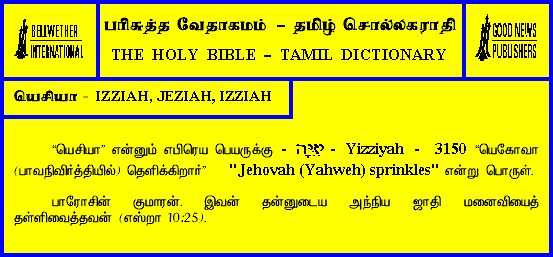 BELLWETHER
INTERNATIONAL
பரிசுத்த வேதாகமம் – தமிழ் சொல்லகராதி
THE HOLY BIBLE – TAMIL DICTIONARY
GOOD NEWS
PUBLISHERS
யெசியா - IZZIAH, JEZIAH, IZZIAH
“யெசியா” என்னும் எபிரெய பெயருக்கு - יִזִּיָּה - Yizziyah - 3150 “யெகோவா
(பாவநிவிர்த்தியில்) தெளிக்கிறார்” "Jehovah (Yahweh) sprinkles" என்று பொருள்.
பாரோசின் குமாரன். இவன் தன்னுடைய அந்நிய ஜாதி மனைவியைத்
தள்ளிவைத்தவன் (எஸ்றா 10:25).